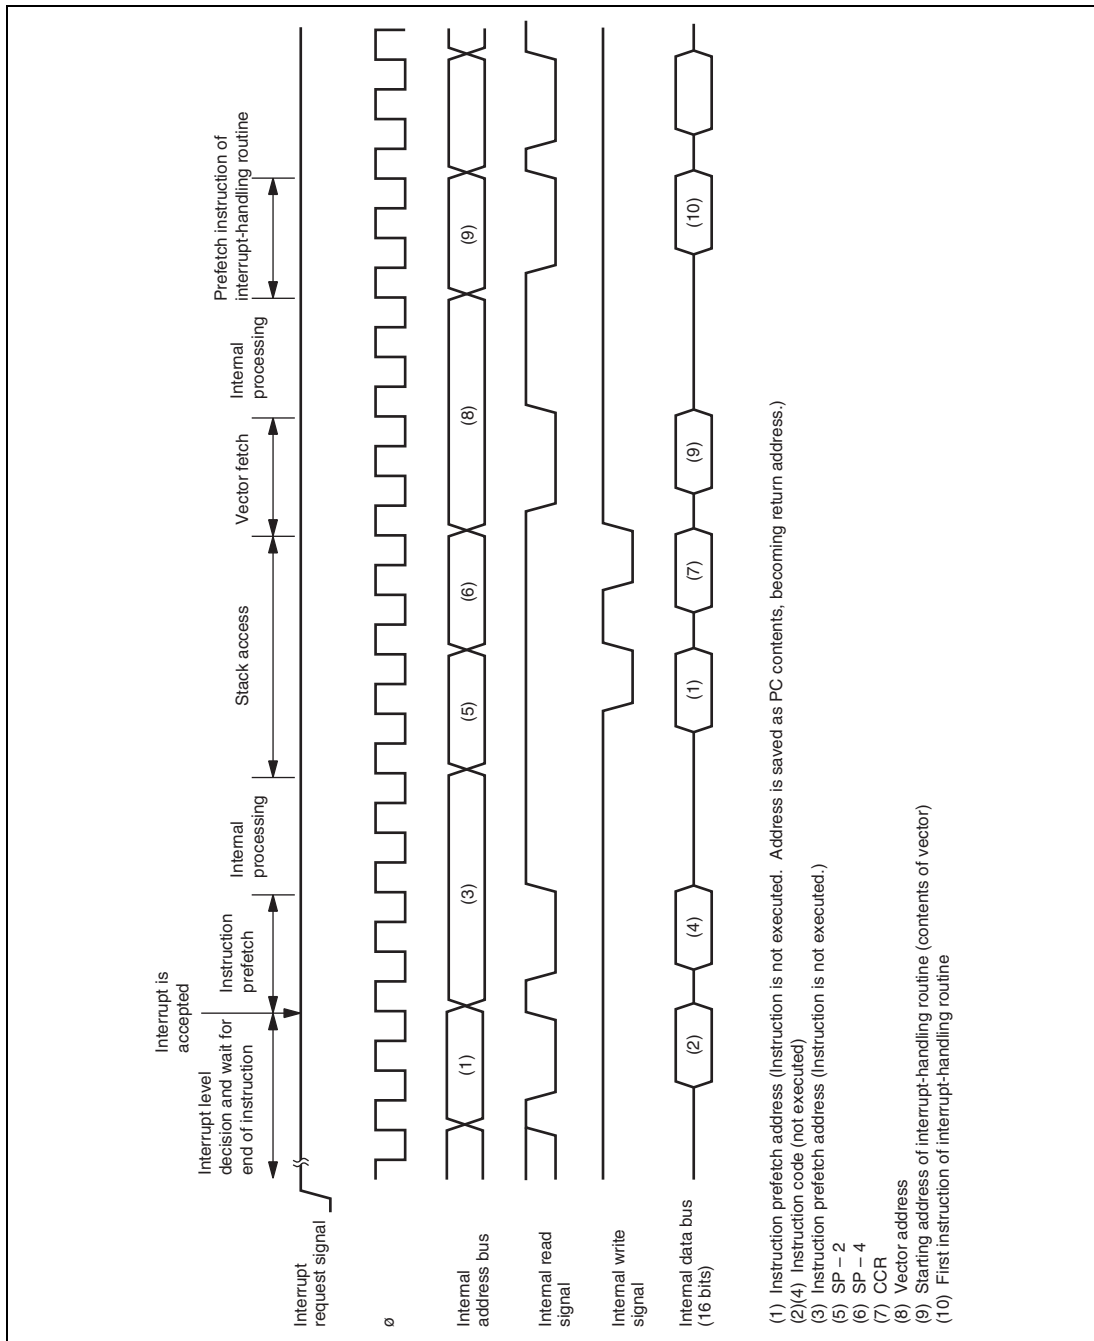 Interrupt is
accepted
Interrupt level
decision and wait for
end of instruction
Instruction
prefetch
Internal
processing
Stack access
Vector fetch
Internal
processing
Prefetch instruction of
interrupt-handling routine
Interrupt
request signal
ø
Internal
address bus
(1)
(3)
(5)
(6)
(8)
(9)
Internal read
signal
Internal write
signal
Internal data bus
(16 bits)
(2)
(4)
(1)
(7)
(9)
(10)
(1) Instruction prefetch address (Instruction is not executed. Address is saved as PC contents, becoming return address.)
(2)(4) Instruction code (not executed)
(3) Instruction prefetch address (Instruction is not executed.)
(5) SP – 2
(6) SP – 4
(7) CCR
(8) Vector address
(9) Starting address of interrupt-handling routine (contents of vector)
(10) First instruction of interrupt-handling routine